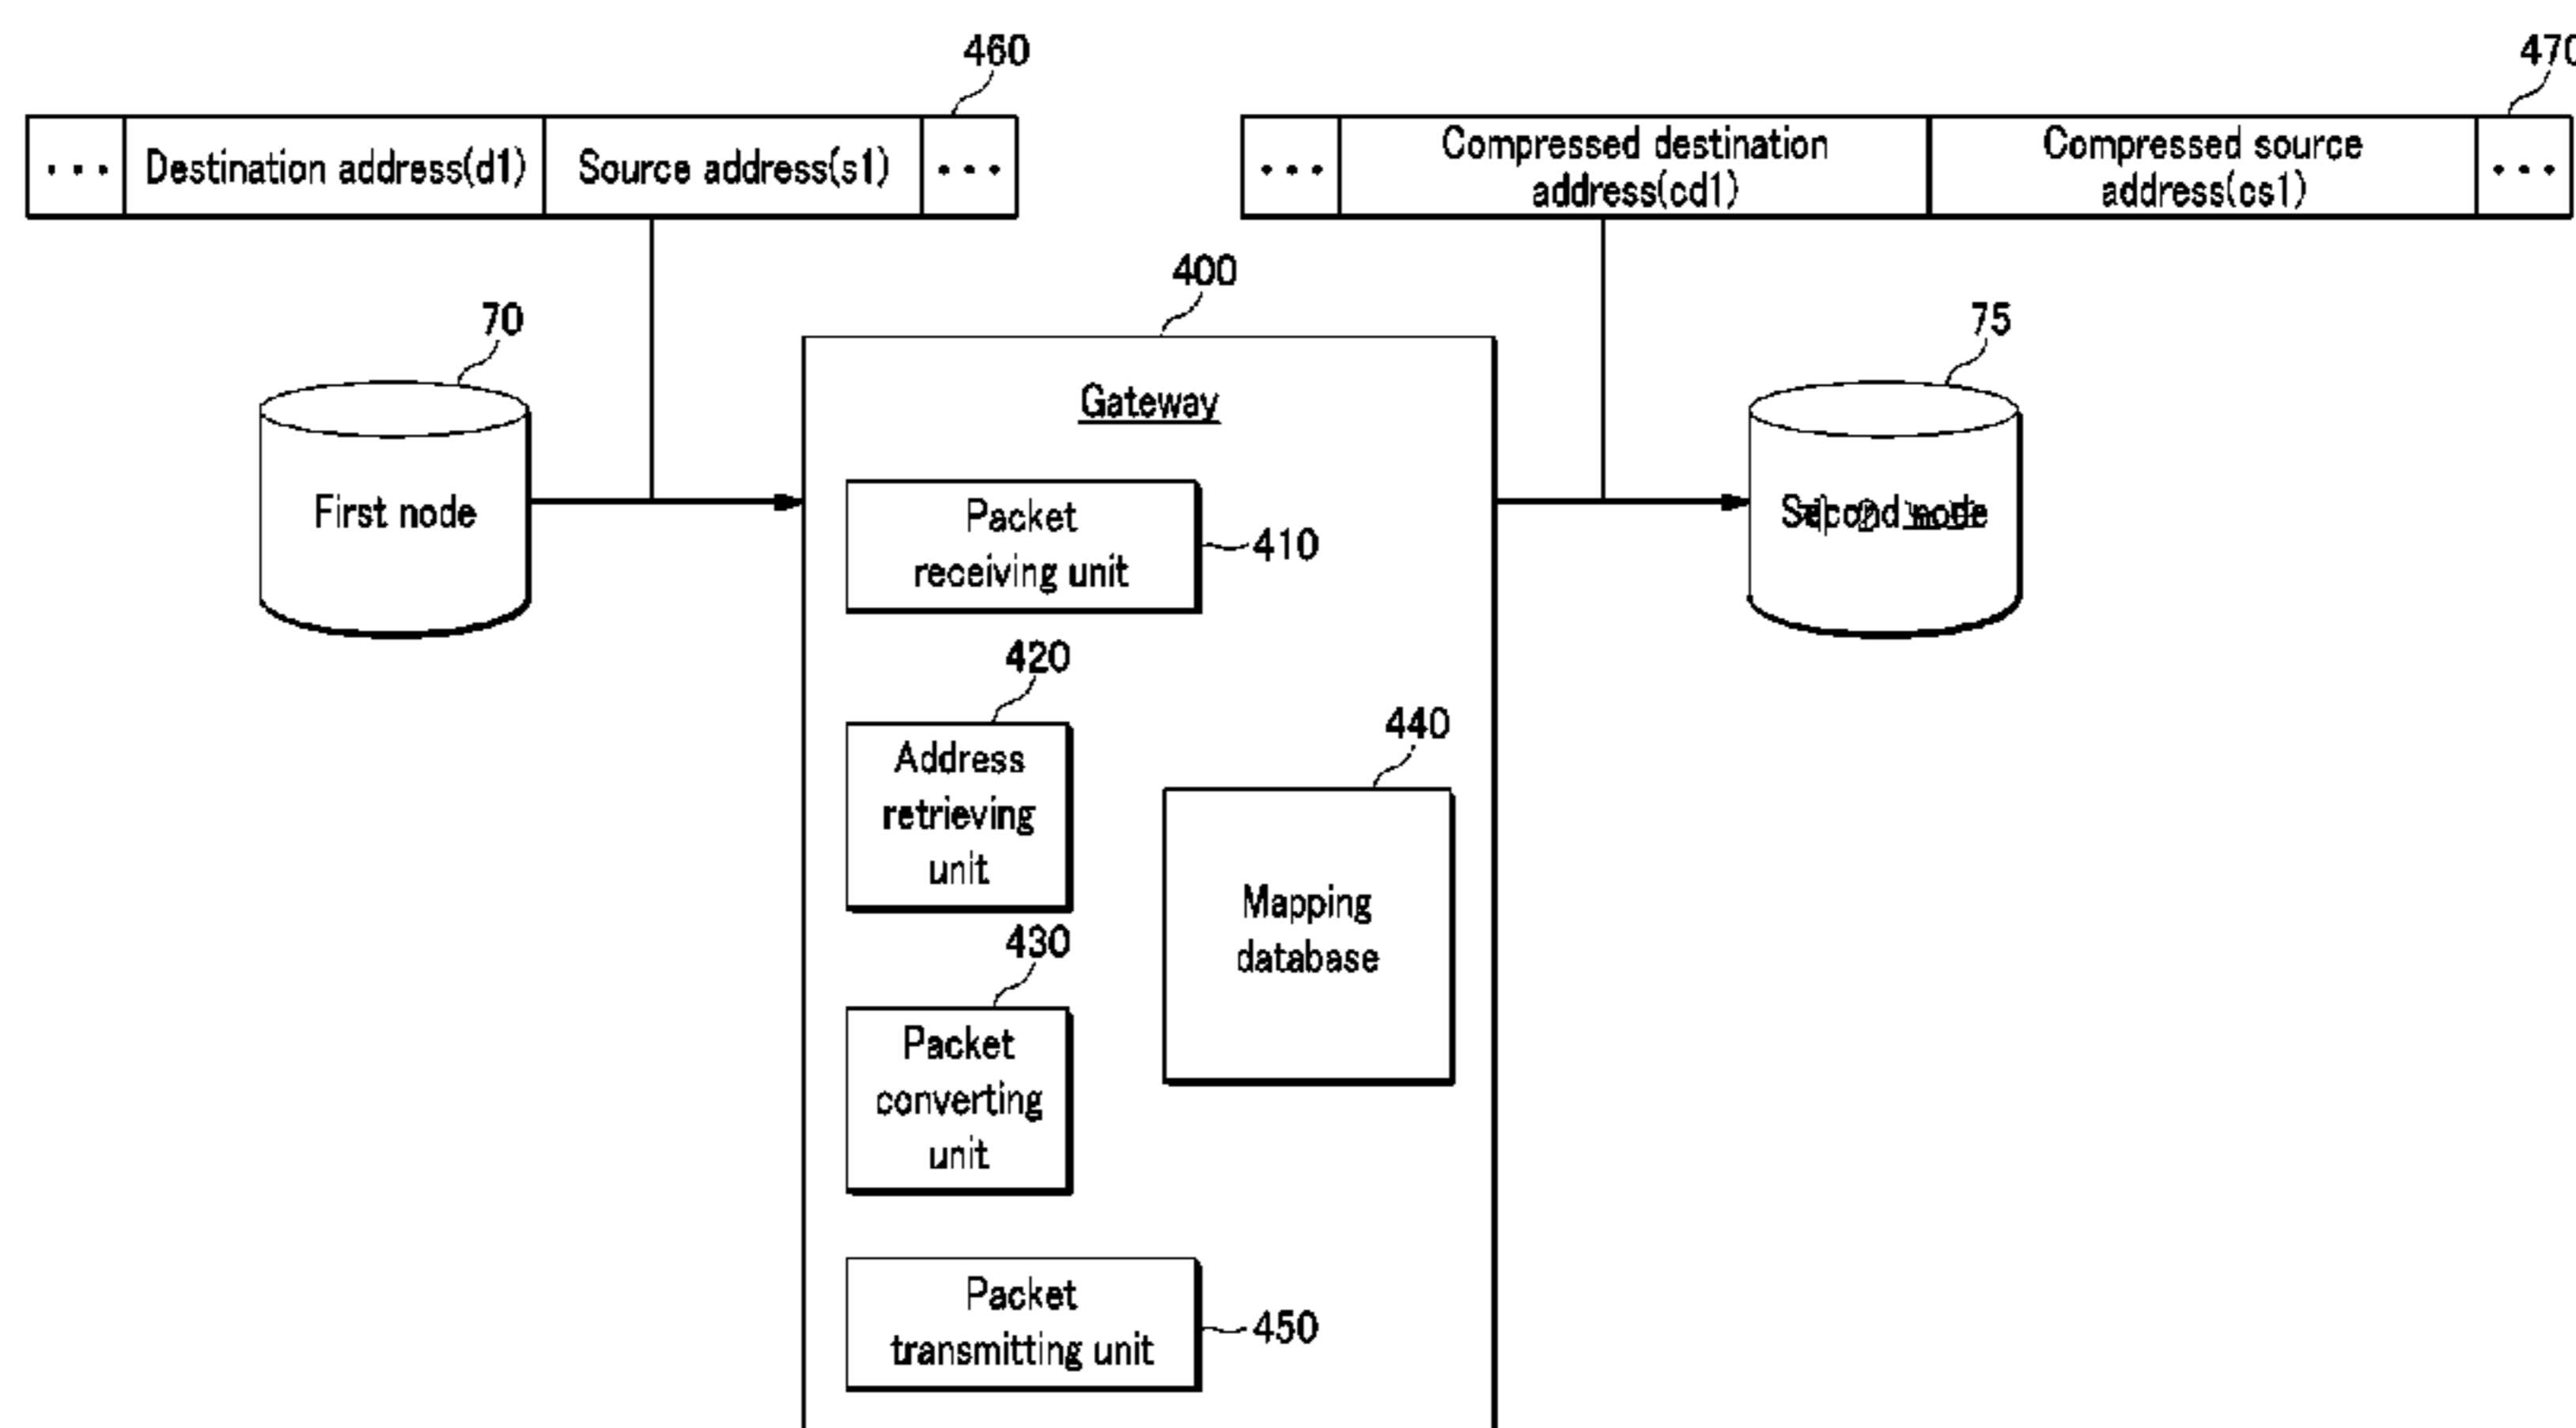 460
470
... Destination address(d1) Source address(s1) ...
... Compressed destination address(cd1) Compressed source address(cs1) ...
400
70
75
Gateway
First node
Second node
Packet
receiving unit
410
420
Address
retrieving
unit
440
Mapping
database
430
Packet
converting
unit
Packet
transmitting unit
450